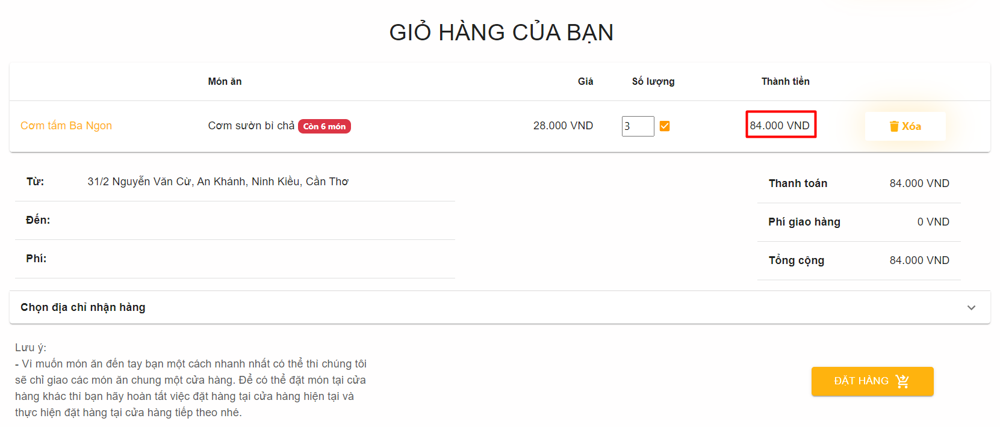 GIỎ HÀNG CỦA BẠN
Món ăn Giá Số lượng Thành tiền
Cơm tấm Ba Ngon Cơm sườn bì chả Còn 6 món 28.000 VND 3 84.000 VND Xóa
Từ: 31/2 Nguyễn Văn Cừ, An Khánh, Ninh Kiều, Cần Thơ
Đến:
Phí:
Thanh toán 84.000 VND
Phí giao hàng 0 VND
Tổng cộng 84.000 VND
Chọn địa chỉ nhận hàng
Lưu ý:
- Vì muốn món ăn đến tay bạn một cách nhanh nhất có thể thì chúng tôi
sẽ chỉ giao các món ăn chung một cửa hàng. Để có thể đặt món tại cửa
hàng khác thì bạn hãy hoàn tất việc đặt hàng tại cửa hàng hiện tại và
thực hiện đặt hàng tại cửa hàng tiếp theo nhé.
ĐẶT HÀNG